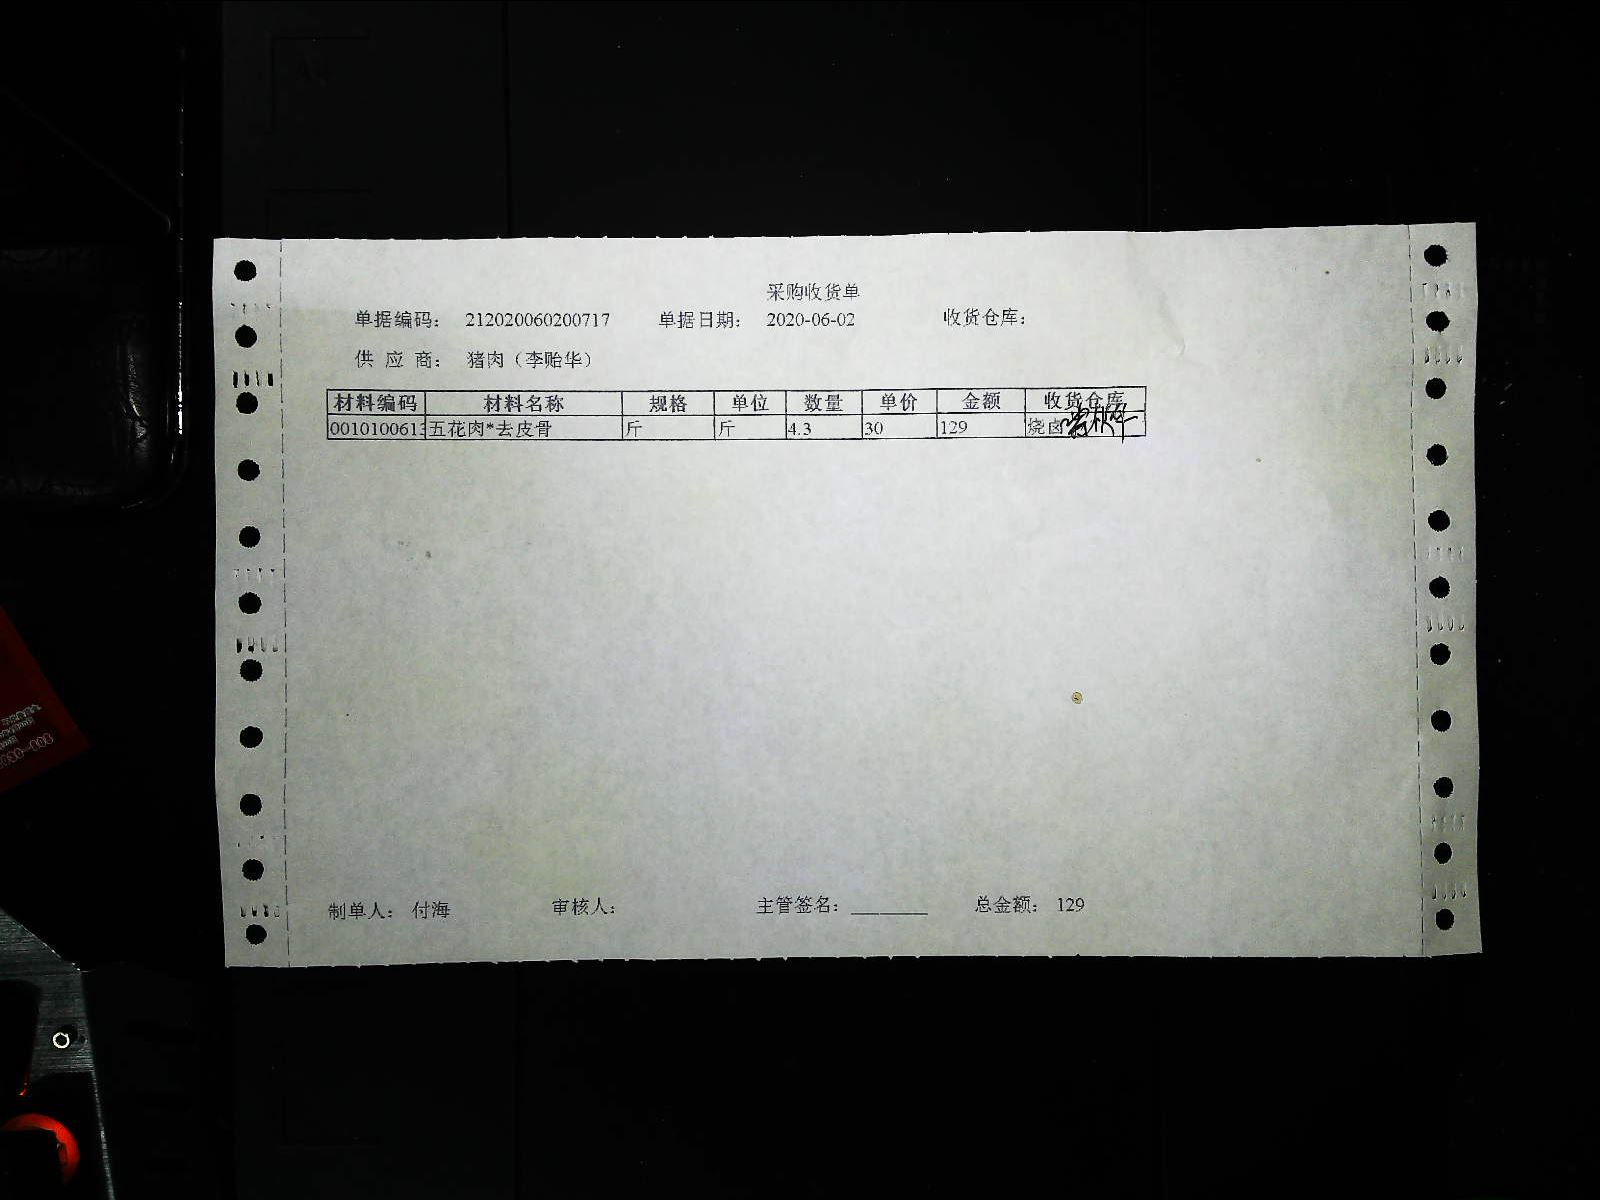 采购收货单
单据编码： 212020060200717 单据日期： 2020-06-02 收货仓库：
供 应 商： 猪肉（李贻华）
材料编码 材料名称 规格 单位 数量 单价 金额 收货仓库
0010100613 五花肉*去皮骨 斤 斤 4.3 30 129 烧卤
制单人： 付海 审核人： 主管签名： 总金额： 129